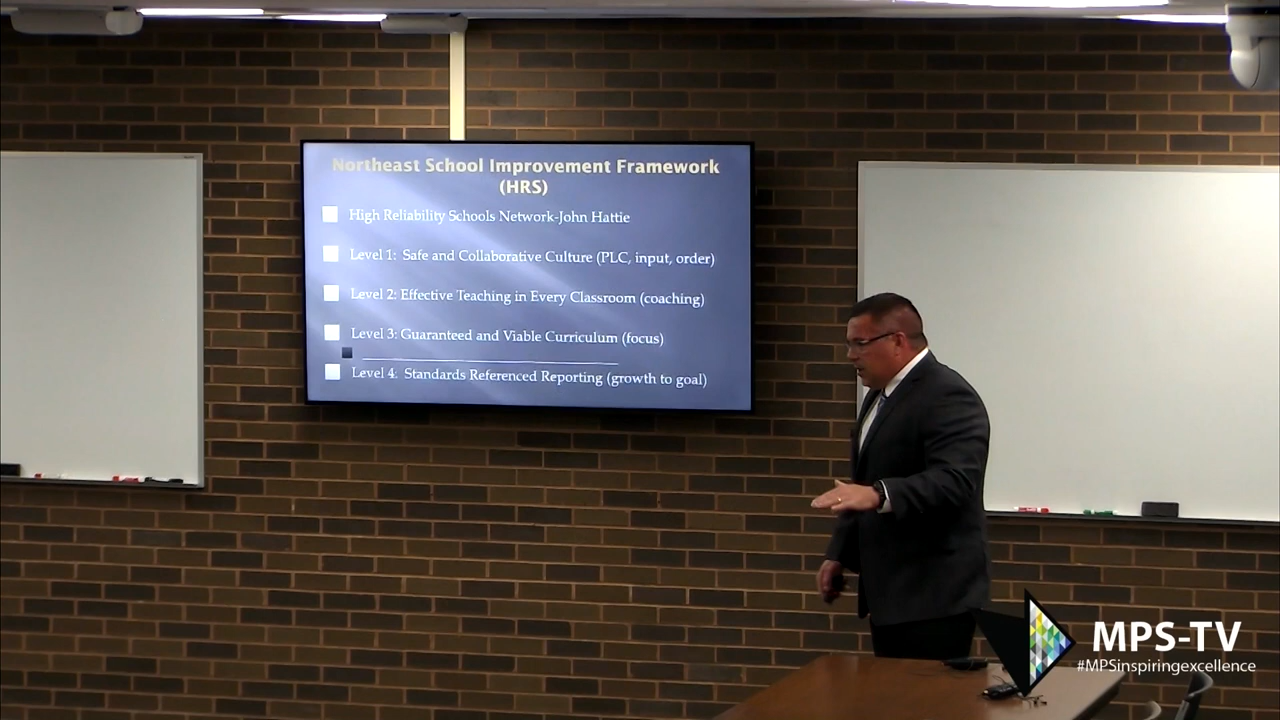 Northeast School Improvement Framework
(HRS)
High Reliability Schools Network-John Hattie
Level 1: Safe and Collaborative Culture (PLC, input, order)
Level 2: Effective Teaching in Every Classroom (coaching)
Level 3: Guaranteed and Viable Curriculum (focus)
Level 4: Standards Referenced Reporting (growth to goal)
MPS-TV
#MPSinspiringexcellence